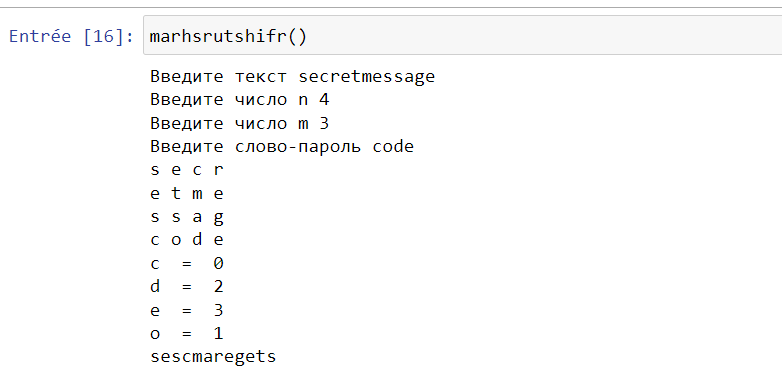 Entrée [16]: marhsrutshifr()
Введите текст secretmessage
Введите число n 4
Введите число m 3
Введите слово-пароль code
s e c r
e t m e
s s a g
c o d e
c  =  0
d  =  2
e  =  3
o  =  1
sescmaregets